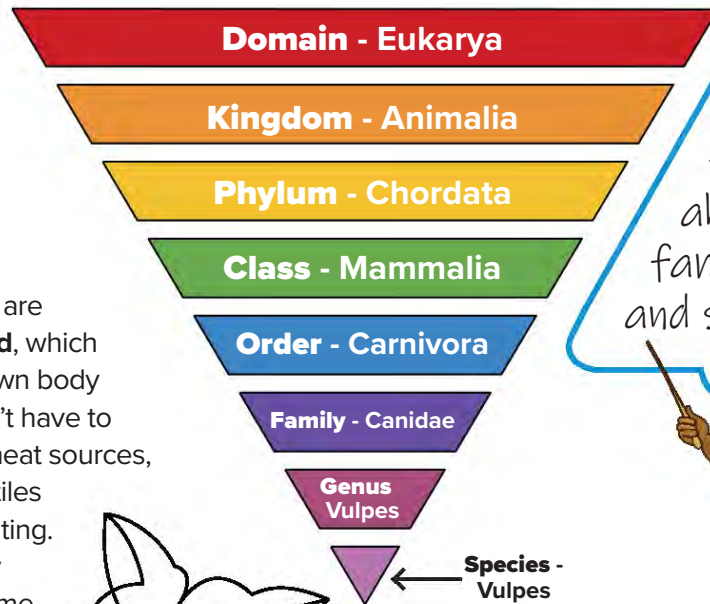 Domain - Eukarya
Kingdom - Animalia
Phylum - Chordata
Class - Mammalia
Order - Carnivora
Family - Canidae
Genus
Vulpes
Species -
Vulpes
are
which
wn body
't have to
heat sources,
tiles
ting.
and